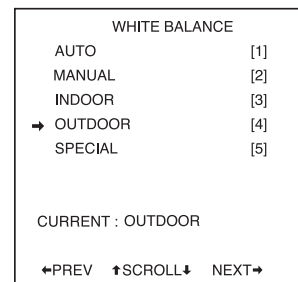 WHITE BALANCE
AUTO [1]
MANUAL [2]
INDOOR [3]
➡ OUTDOOR [4]
SPECIAL [5]
CURRENT : OUTDOOR
⬅PREV ⬆SCROLL⬇ NEXT➡